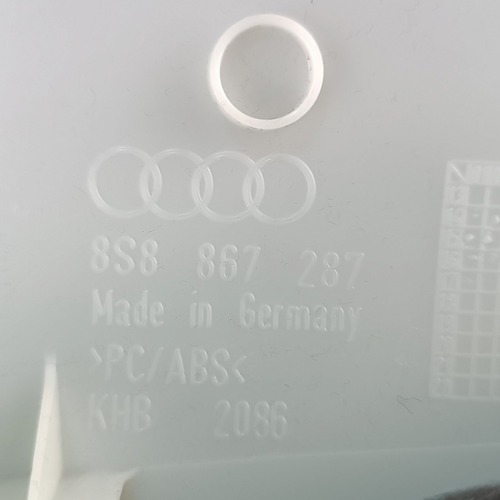 8S8 867 287
Made in Germany
>PC/ABS<
KHB 2086